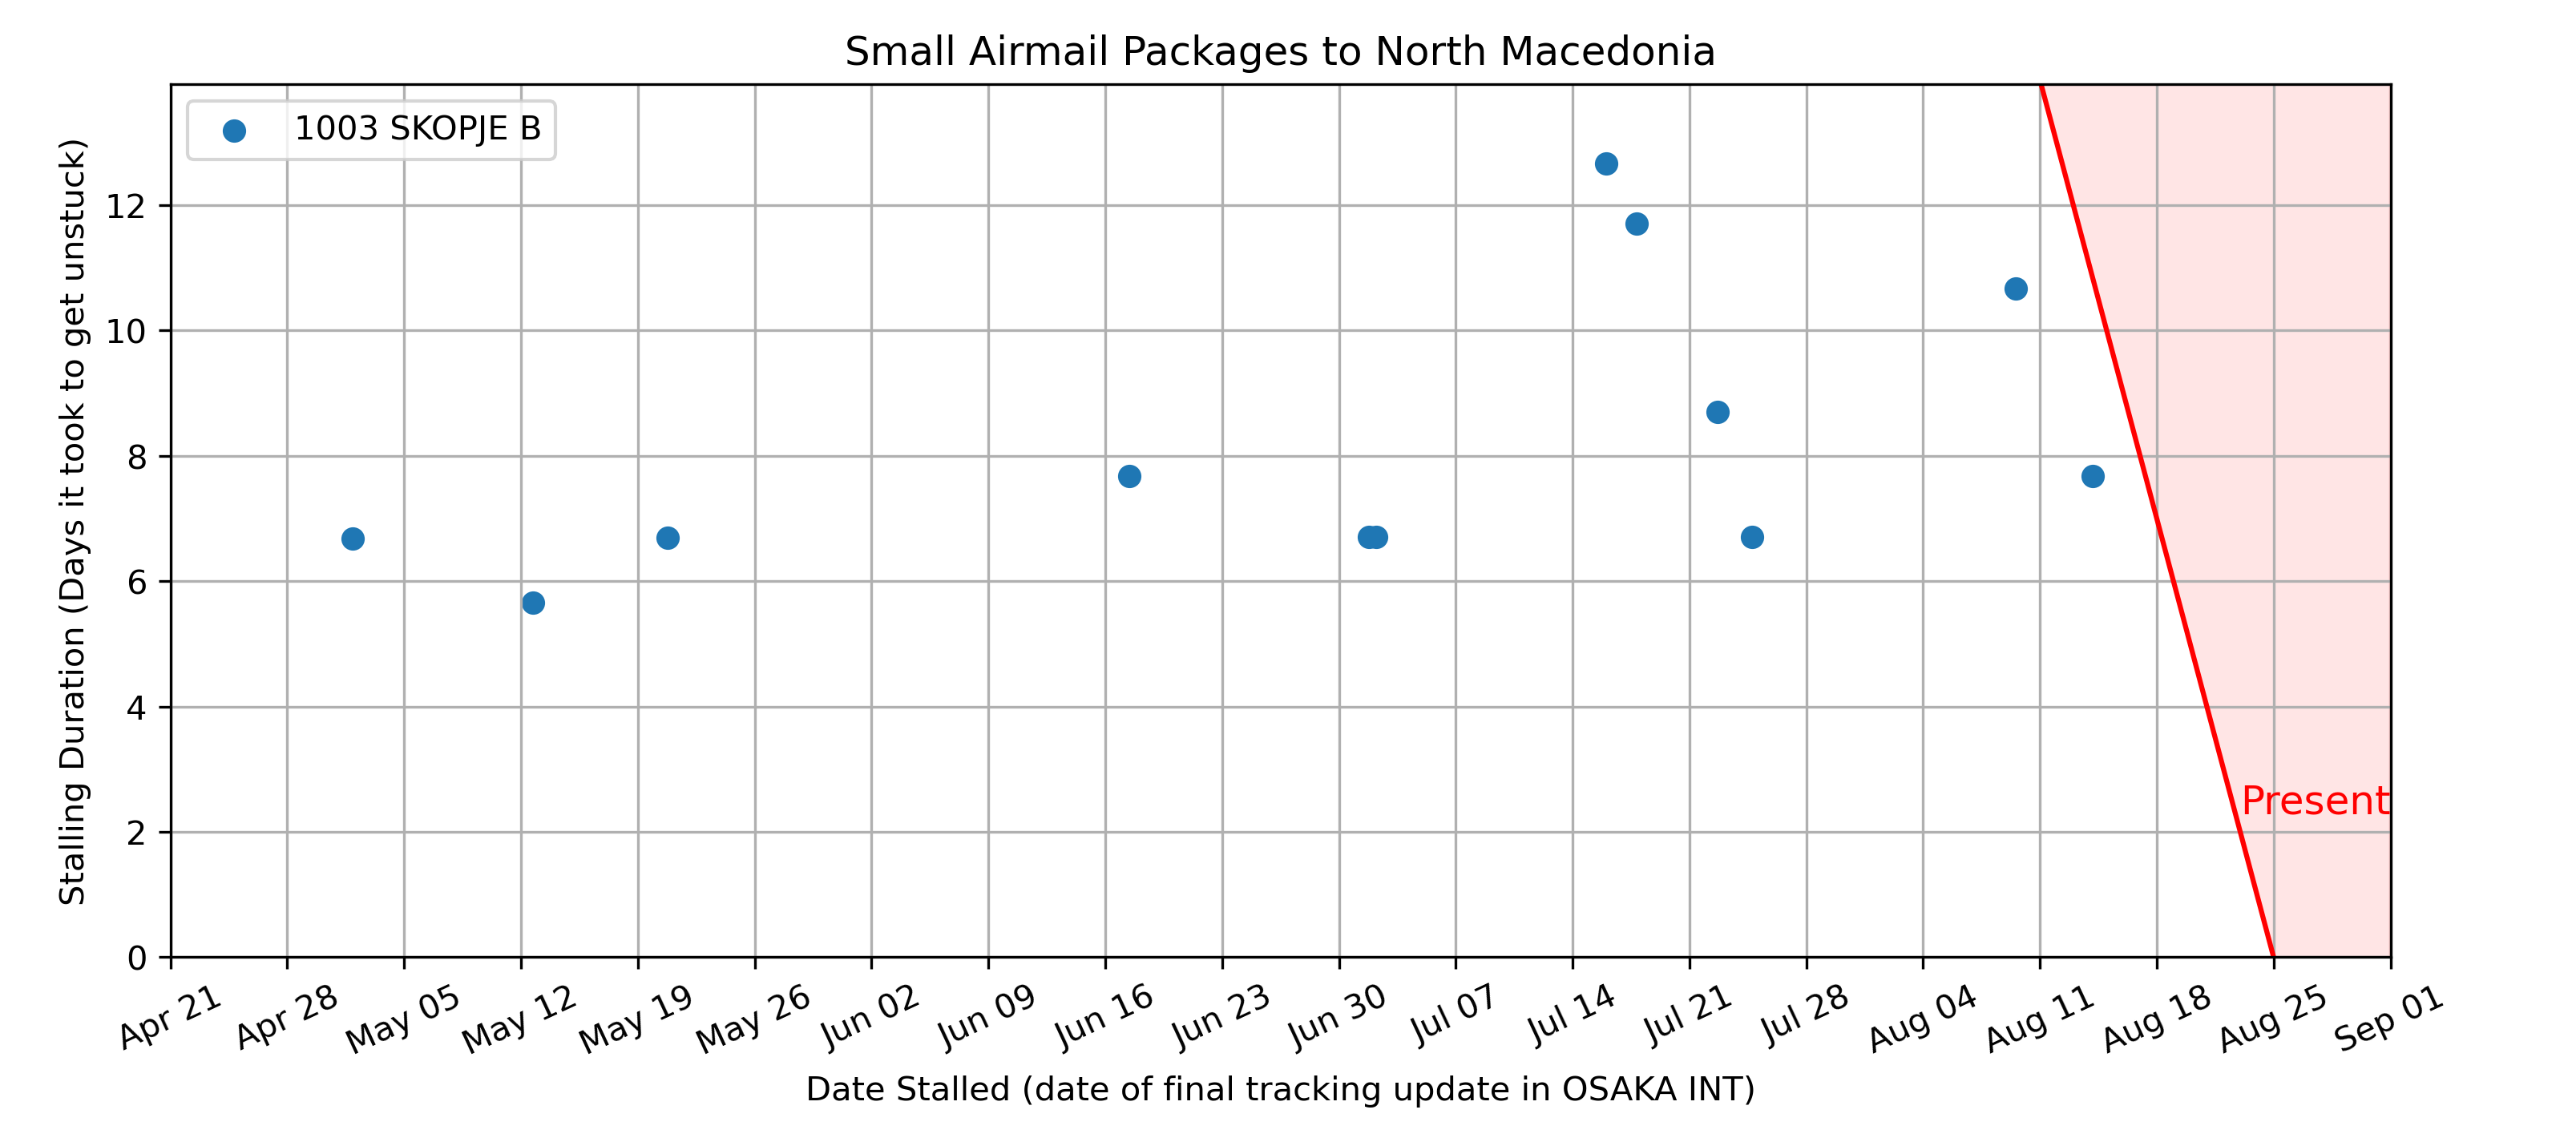 Small Airmail Packages to North Macedonia
1003 SKOPJE B
Stalling Duration (Days it took to get unstuck)
12
10
8
6
4
2
0
Present
Apr 21
Apr 28
May 05
May 12
May 19
May 26
Jun 02
Jun 09
Jun 16
Jun 23
Jun 30
Jul 07
Jul 14
Jul 21
Jul 28
Aug 04
Aug 11
Aug 18
Aug 25
Sep 01
Date Stalled (date of final tracking update in OSAKA INT)